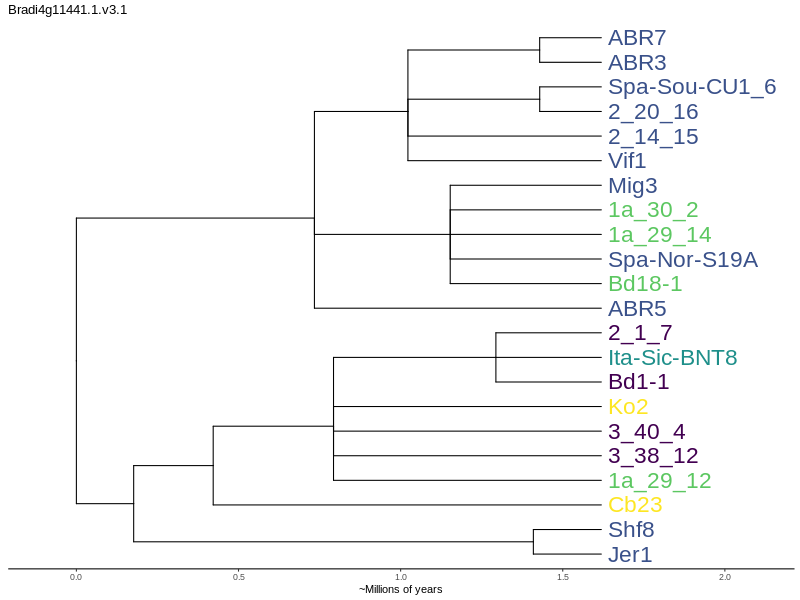 Bradi4g11441.1.v3.1
ABR7
ABR3
Spa-Sou-CU1_6
2_20_16
2_14_15
Vif1
Mig3
1a_30_2
1a_29_14
Spa-Nor-S19A
Bd18-1
ABR5
2_1_7
Ita-Sic-BNT8
Bd1-1
Ko2
3_40_4
3_38_12
1a_29_12
Cb23
Shf8
Jer1
0.0 0.5 1.0 1.5 2.0
~Millions of years